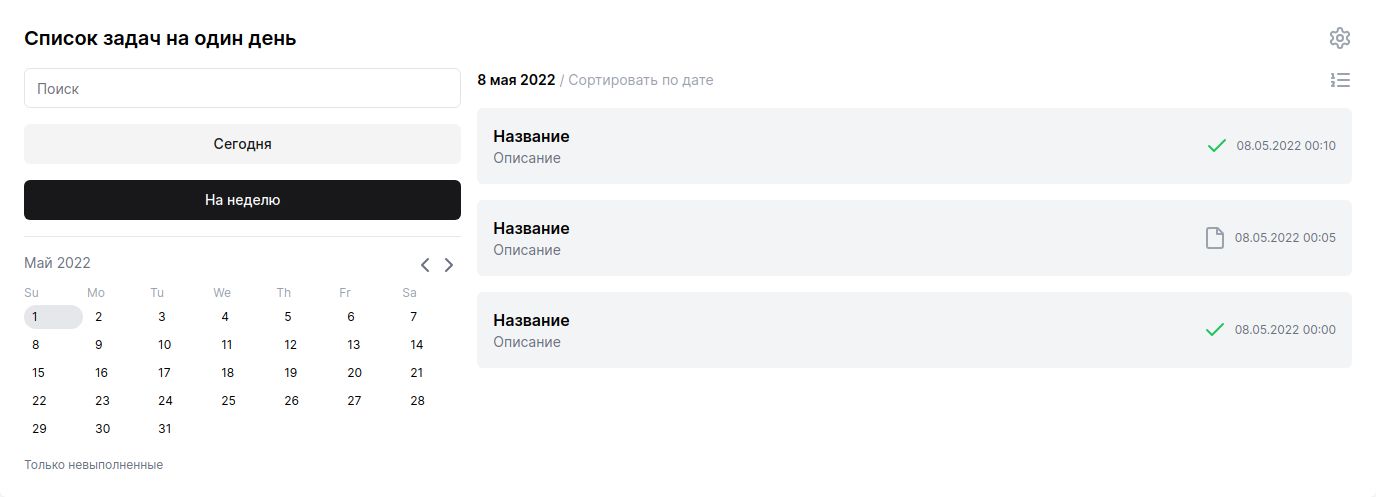 Список задач на один день
Поиск
Сегодня
На неделю
Май 2022
Su Mo Tu We Th Fr Sa
1 2 3 4 5 6 7
8 9 10 11 12 13 14
15 16 17 18 19 20 21
22 23 24 25 26 27 28
29 30 31
Только невыполненные
8 мая 2022 / Сортировать по дате
Название
Описание
08.05.2022 00:10
Название
Описание
08.05.2022 00:05
Название
Описание
08.05.2022 00:00